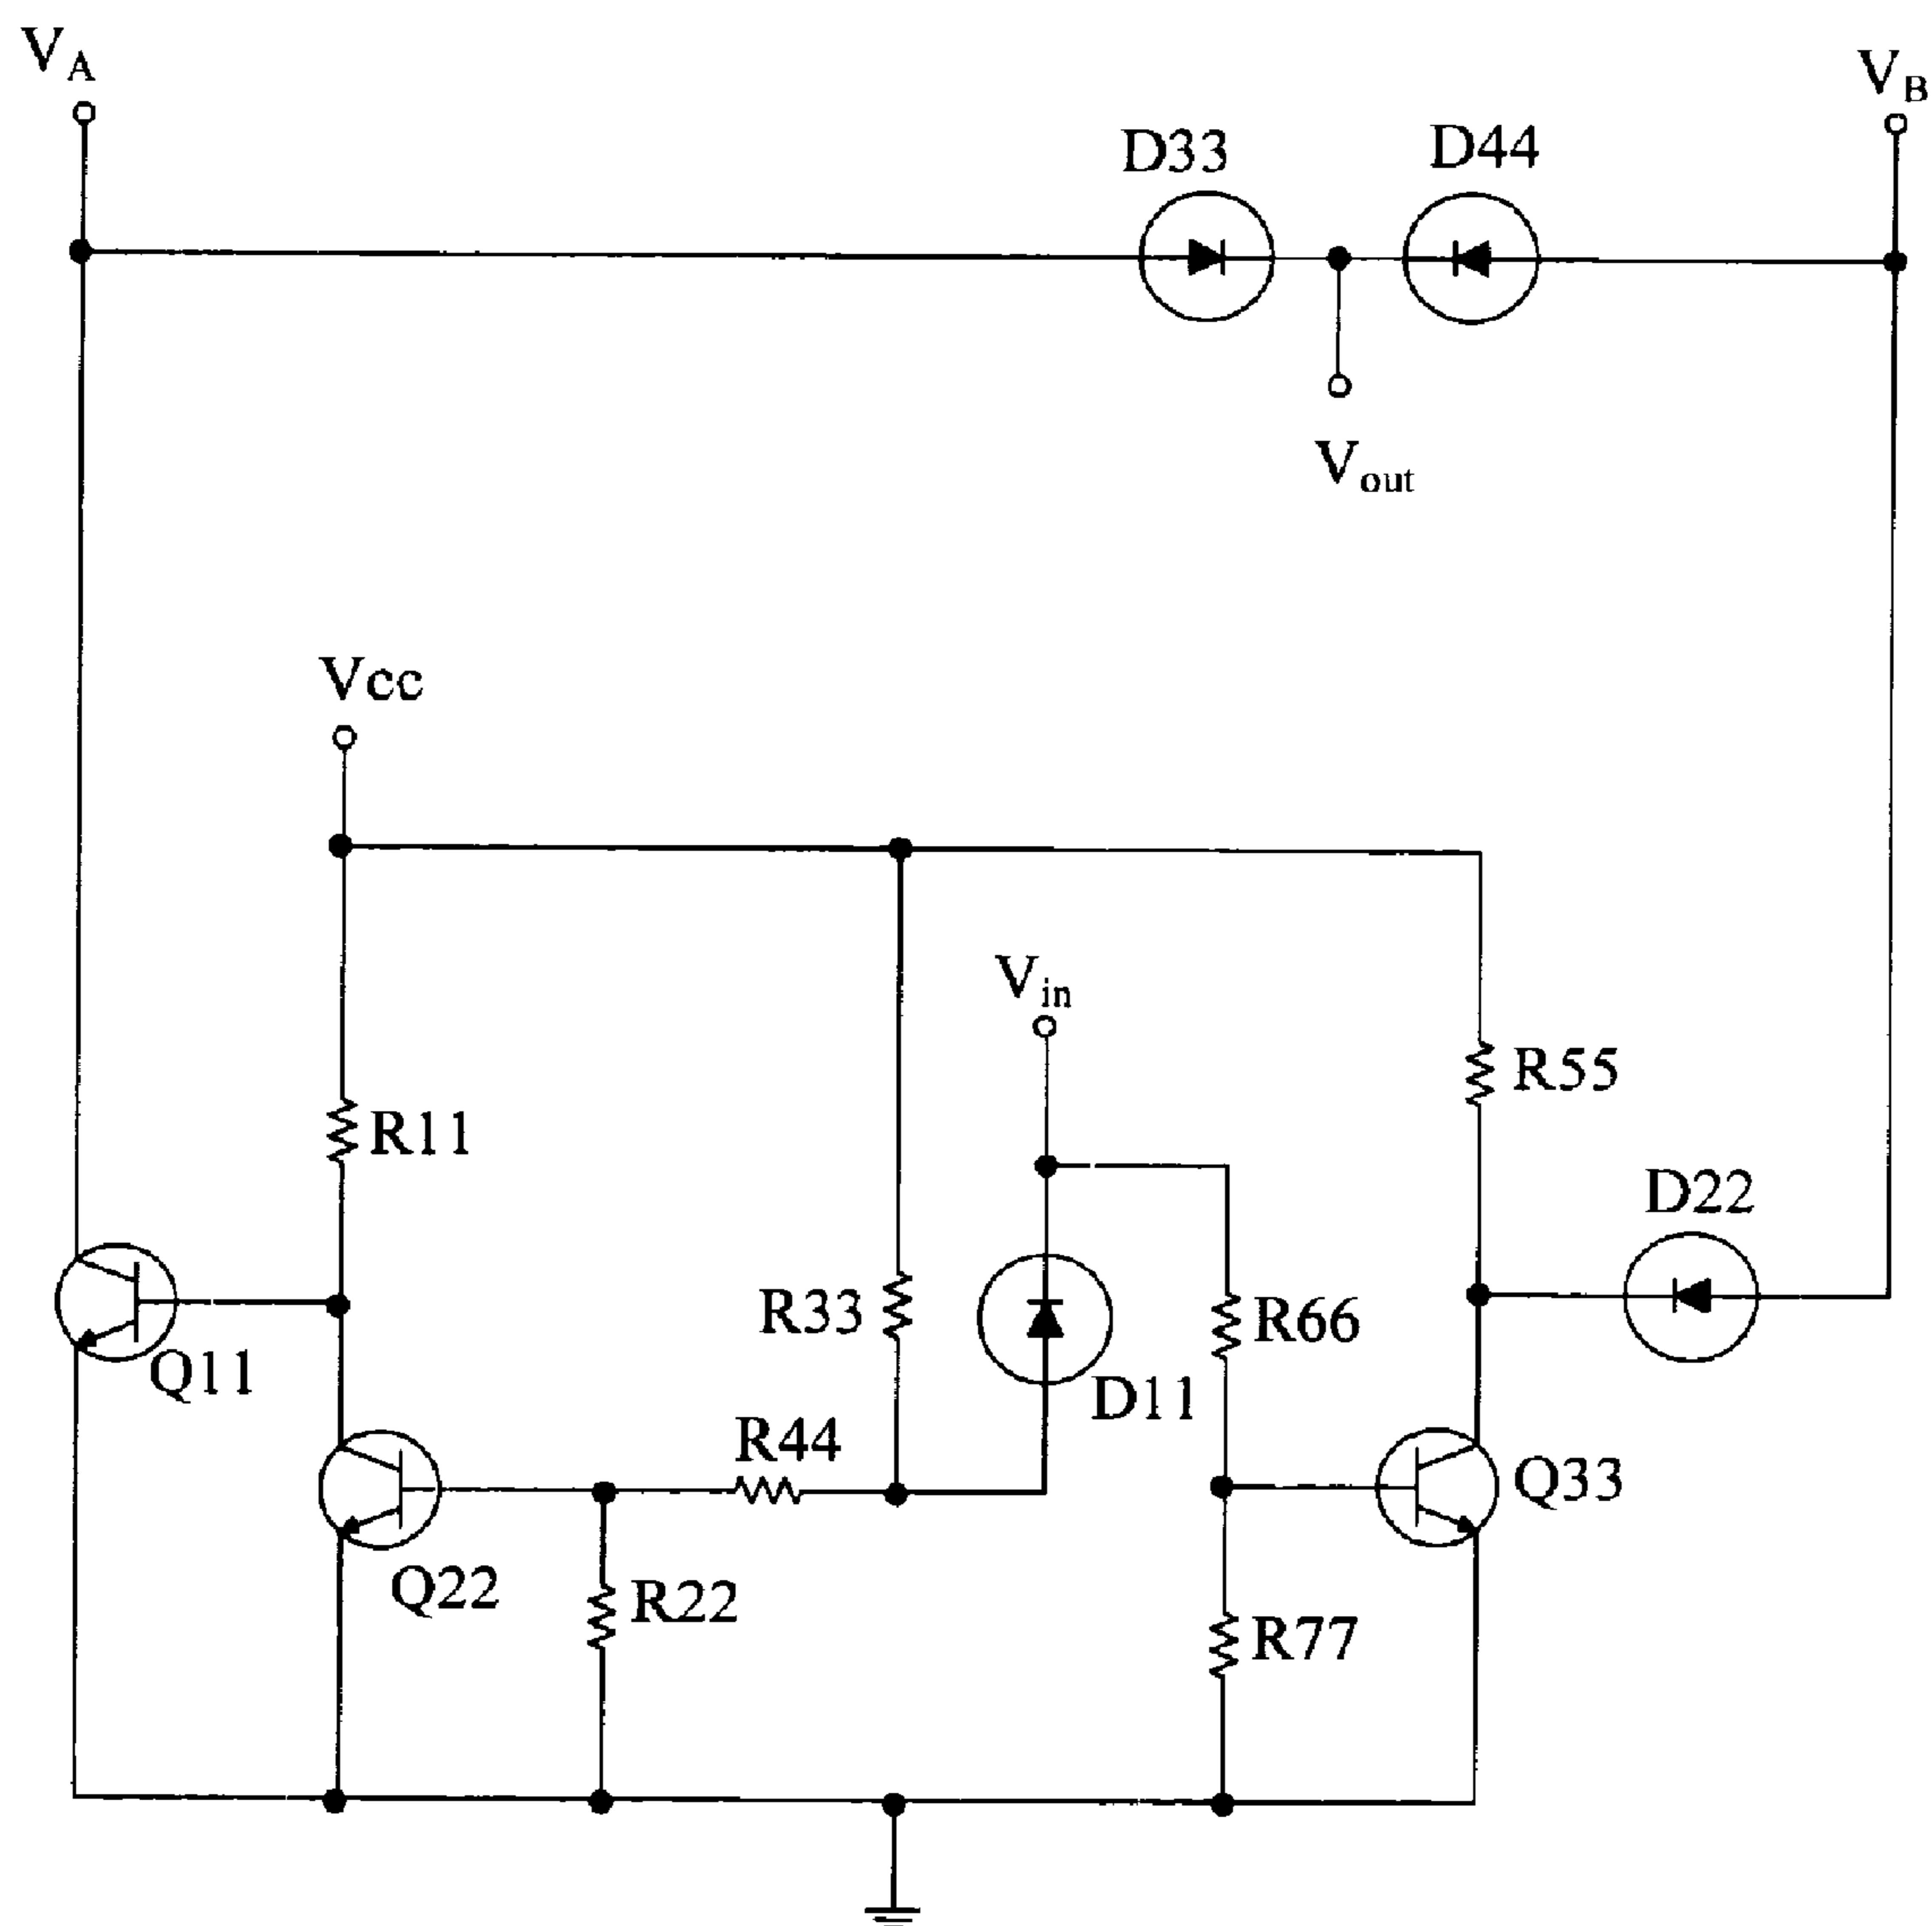 VA
VB
D33
D44
Vout
Vcc
Vin
R55
R11
D22
R33
R66
Q11
D11
R44
Q33
Q22
R22
R77